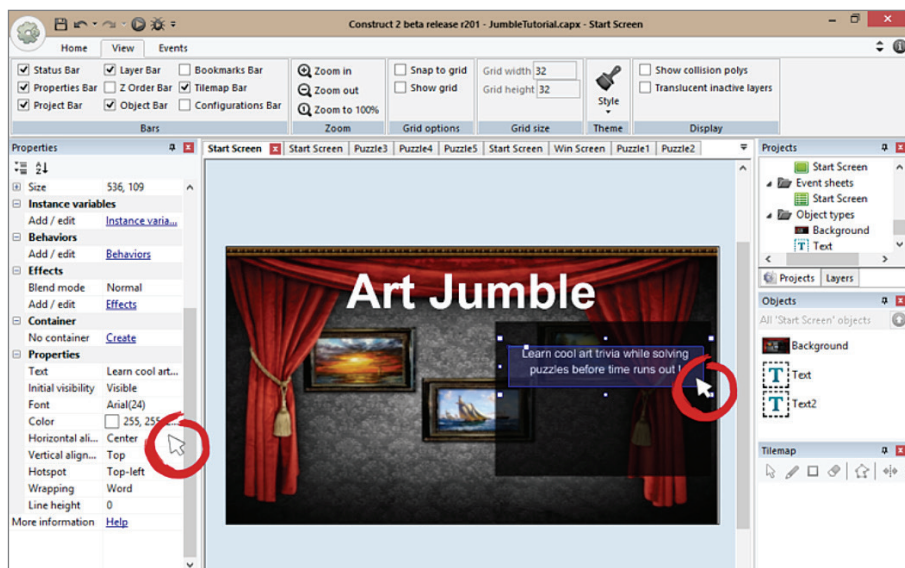 Construct 2 beta release r201 - JumbleTutorial.capx - Start Screen
Home View Events
Status Bar Layer Bar Bookmarks Bar
Properties Bar Z Order Bar Tilemap Bar
Project Bar Object Bar Configurations Bar
Bars
Zoom in
Zoom out
Zoom to 100%
Zoom
Snap to grid
Show grid
Grid options
Grid width 32
Grid height 32
Grid size
Style
Theme
Show collision polys
Translucent inactive layers
Display
Properties
Size 536, 109
Instance variables
Add / edit Instance varia...
Behaviors
Add / edit Behaviors
Effects
Blend mode Normal
Add / edit Effects
Container
No container Create
Properties
Text Learn cool art...
Initial visibility Visible
Font Arial(24)
Color 255, 255,
Horizontal ali... Center
Vertical align... Top
Hotspot Top-left
Wrapping Word
Line height 0
More information Help
Start Screen Start Screen Puzzle3 Puzzle4 Puzzle5 Start Screen Win Screen Puzzle1 Puzzle2
Art Jumble
Learn cool art trivia while solving
puzzles before time runs out !
Projects
Start Screen
Event sheets
Start Screen
Object types
Background
Text
Projects Layers
Objects
All 'Start Screen' objects
Background
T Text
T Text2
Tilemap